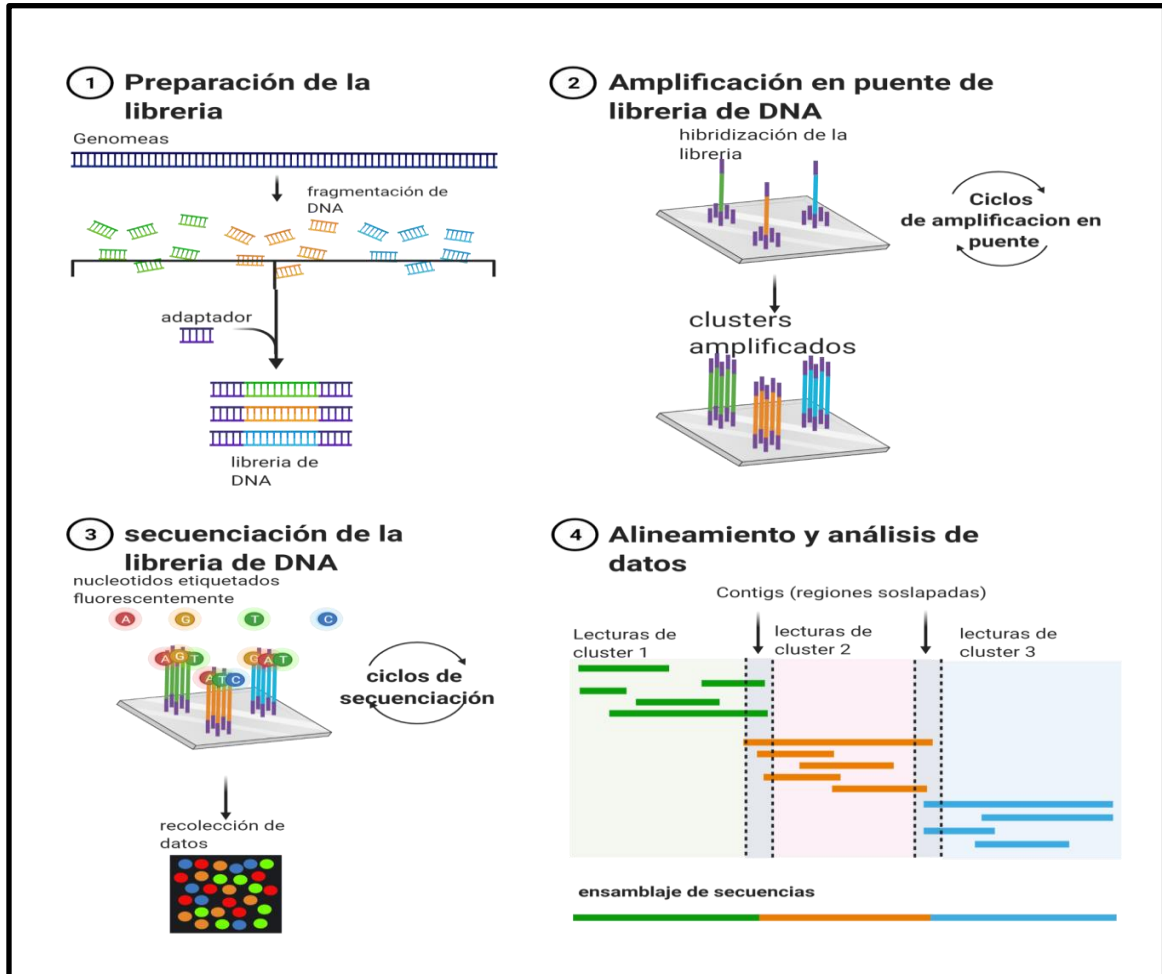 1 Preparación de la
libreria
Genomeas
fragmentación de
DNA
adaptador
libreria de
DNA
2 Amplificación en puente de
libreria de DNA
hibridización de la
libreria
Ciclos
de amplificacion en
puente
clusters
amplificados
3 secuenciación de la
libreria de DNA
nucleotidos etiquetados
fluorescentemente
A G T C
A G T
A T C
G A T
ciclos de
secuenciación
recolección de
datos
4 Alineamiento y análisis de
datos
Contigs (regiones soslapadas)
Lecturas de
cluster 1
lecturas de
cluster 2
lecturas de
cluster 3
ensamblaje de secuencias